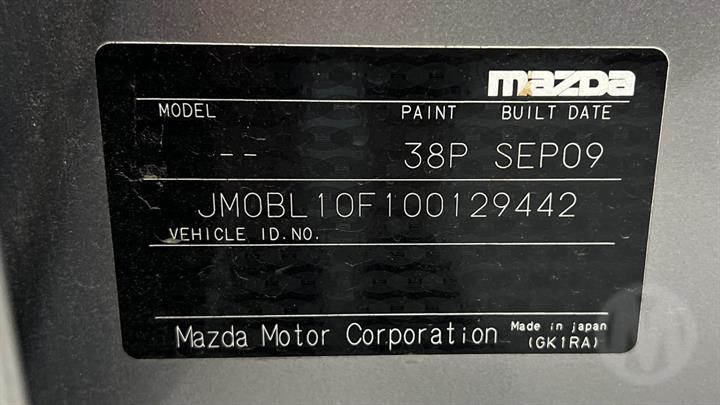 mazda
MODEL PAINT BUILT DATE
-- 38P SEP09
JM0BL10F100129442
VEHICLE ID.NO.
Mazda Motor Corporation Made in japan
(GK1RA)
M